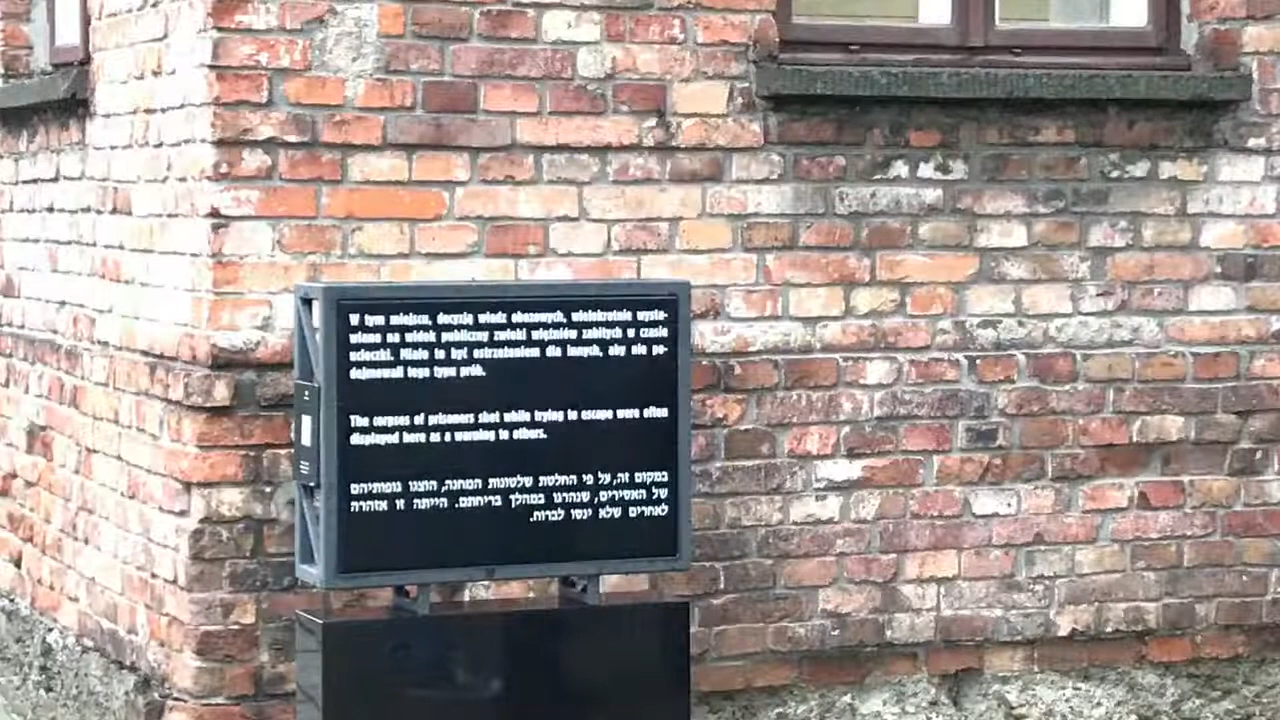 W tym miejscu, decyzją władz obozowych, wielokrotnie wysta-
wiano na widok publiczny zwłoki więźniów zabitych w czasie
ucieczki. Miało to być ostrzeżeniem dla innych, aby nie po-
dejmowali tego typu prób.
The corpses of prisoners shot while trying to escape were often
displayed here as a warning to others.
במקום זה, על פי החלטת שלטונות המחנה, הוצגו גופותיהם
של האסירים, שנהרגו במהלך בריחתם. הייתה זו אזהרה
לאחרים שלא ינסו לברוח.